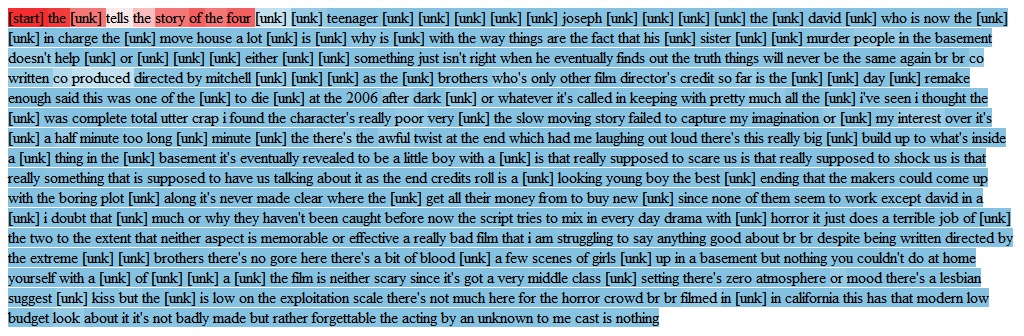 [start] the [unk] tells the story of the four [unk] [unk] teenager [unk] [unk] [unk] [unk] [unk] joseph [unk] [unk] [unk] [unk] the [unk] david [unk] who is now the [unk]
[unk] in charge the [unk] move house a lot [unk] is [unk] why is [unk] with the way things are the fact that his [unk] sister [unk] [unk] murder people in the basement
doesn't help [unk] or [unk] [unk] [unk] either [unk] [unk] something just isn't right when he eventually finds out the truth things will never be the same again br br co
written co produced directed by mitchell [unk] [unk] [unk] as the [unk] brothers who's only other film director's credit so far is the [unk] [unk] day [unk] remake
enough said this was one of the [unk] to die [unk] at the 2006 after dark [unk] or whatever it's called in keeping with pretty much all the [unk] i've seen i thought the
[unk] was complete total utter crap i found the character's really poor very [unk] the slow moving story failed to capture my imagination or [unk] my interest over it's
[unk] a half minute too long [unk] minute [unk] the there's the awful twist at the end which had me laughing out loud there's this really big [unk] build up to what's inside
a [unk] thing in the [unk] basement it's eventually revealed to be a little boy with a [unk] is that really supposed to scare us is that really supposed to shock us is that
really something that is supposed to have us talking about it as the end credits roll is a [unk] looking young boy the best [unk] ending that the makers could come up
with the boring plot [unk] along it's never made clear where the [unk] get all their money from to buy new [unk] since none of them seem to work except david in a
[unk] i doubt that [unk] much or why they haven't been caught before now the script tries to mix in every day drama with [unk] horror it just does a terrible job of [unk]
the two to the extent that neither aspect is memorable or effective a really bad film that i am struggling to say anything good about br br despite being written directed by
the extreme [unk] [unk] brothers there's no gore here there's a bit of blood [unk] a few scenes of girls [unk] up in a basement but nothing you couldn't do at home
yourself with a [unk] of [unk] [unk] a [unk] the film is neither scary since it's got a very middle class [unk] setting there's zero atmosphere or mood there's a lesbian
suggest [unk] kiss but the [unk] is low on the exploitation scale there's not much here for the horror crowd br br filmed in [unk] in california this has that modern low
budget look about it it's not badly made but rather forgettable the acting by an unknown to me cast is nothing